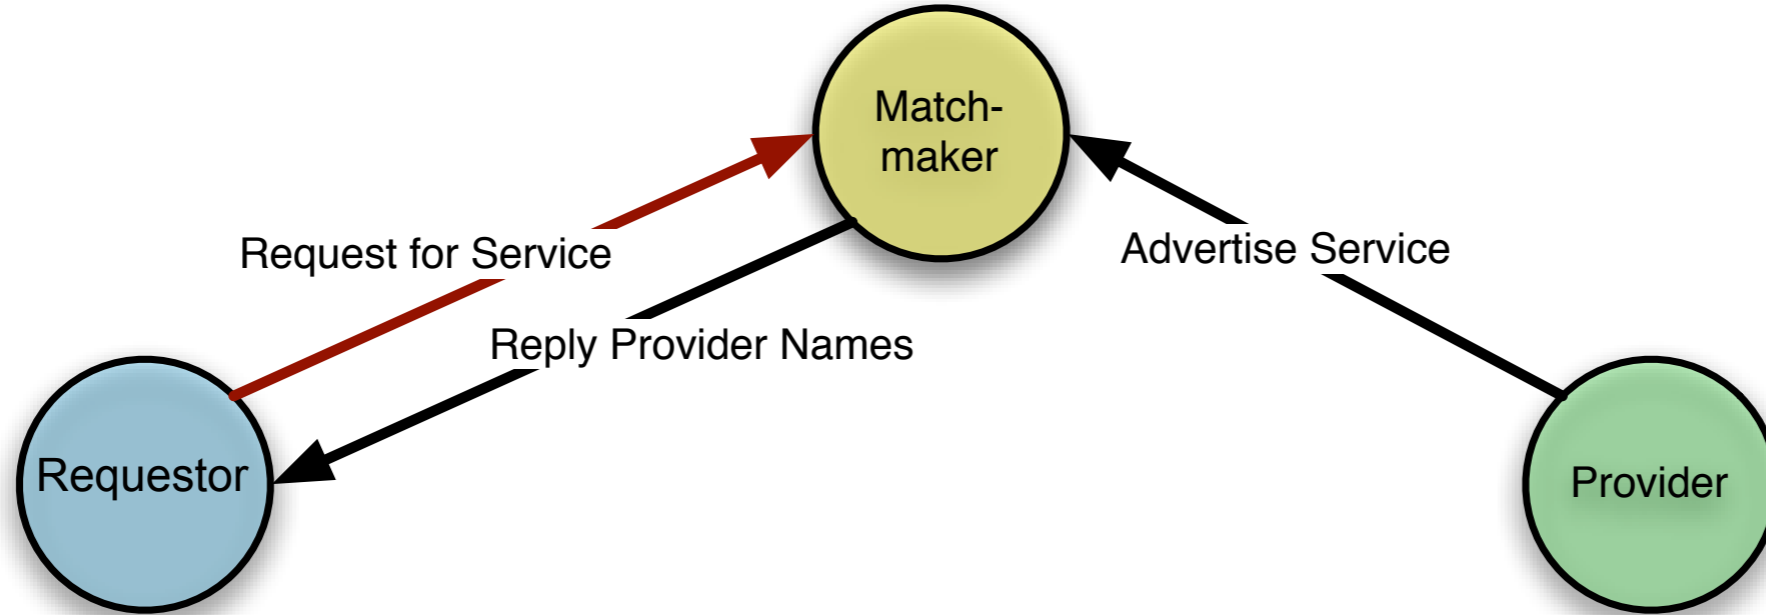 Match-
maker
Request for Service
Advertise Service
Reply Provider Names
Requestor
Provider